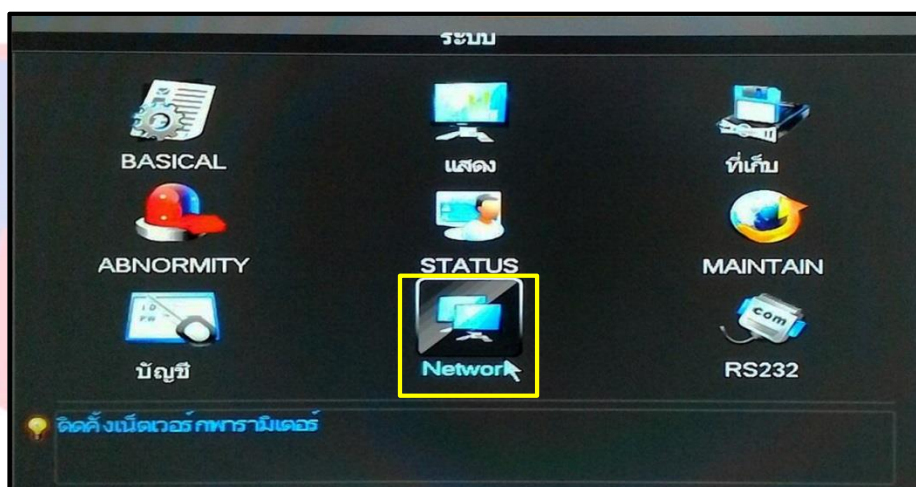 ระบบ
BASICAL
แสดง
ที่เก็บ
ABNORMITY
STATUS
MAINTAIN
บัญชี
Network
RS232
com
ติดตั้งเน็ตเวอร์กพารามิเตอร์